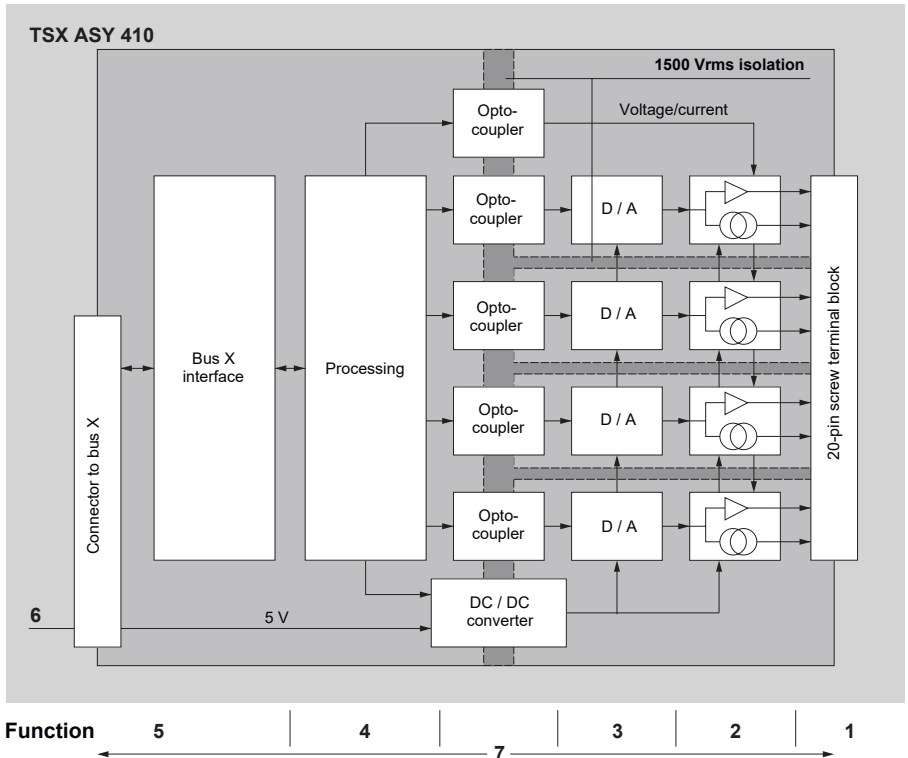 TSX ASY 410
1500 Vrms isolation
Opto-
coupler
Voltage/current
Opto-
coupler
D / A
Opto-
coupler
D / A
Bus X
interface
Processing
Opto-
coupler
D / A
Opto-
coupler
D / A
Connector to bus X
20-pin screw terminal block
DC / DC
converter
6
5 V
Function 5 4 3 2 1
7